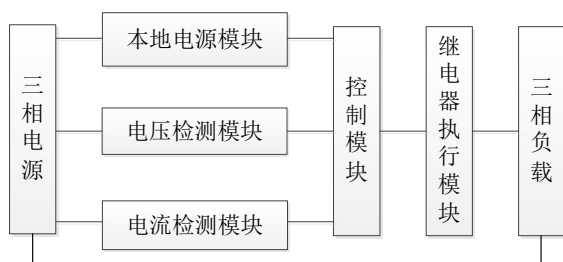 三相电源
本地电源模块
电压检测模块
电流检测模块
控制模块
继电器执行模块
三相负载